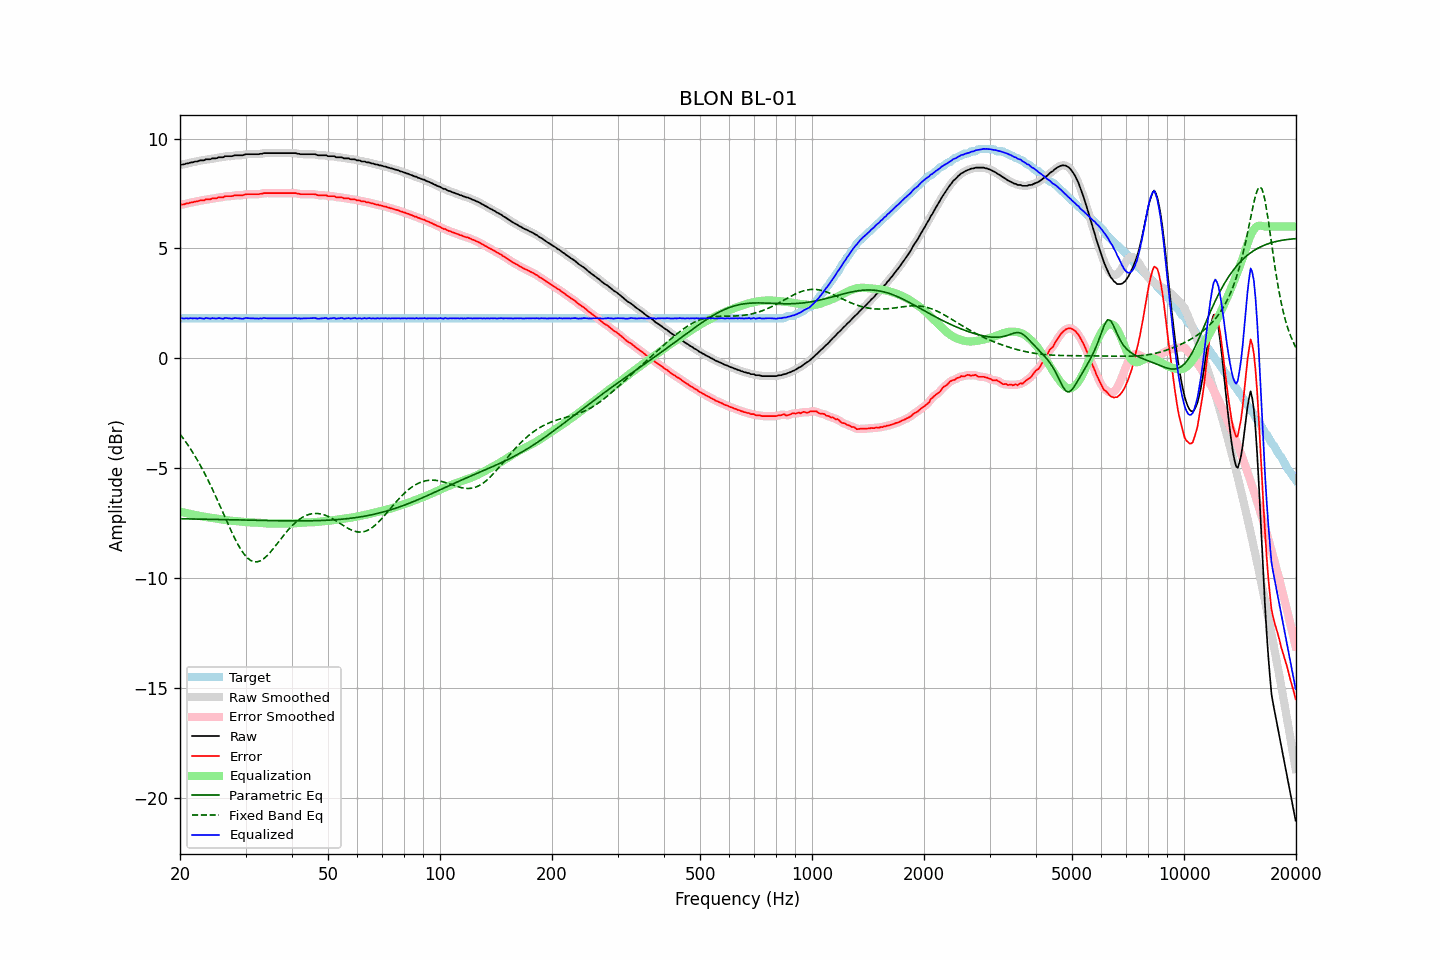 BLON BL-01
Amplitude (dBr)
10
5
0
−5
−10
−15
−20
Target
Raw Smoothed
Error Smoothed
Raw
Error
Equalization
Parametric Eq
Fixed Band Eq
Equalized
20 50 100 200 500 1000 2000 5000 10000 20000
Frequency (Hz)